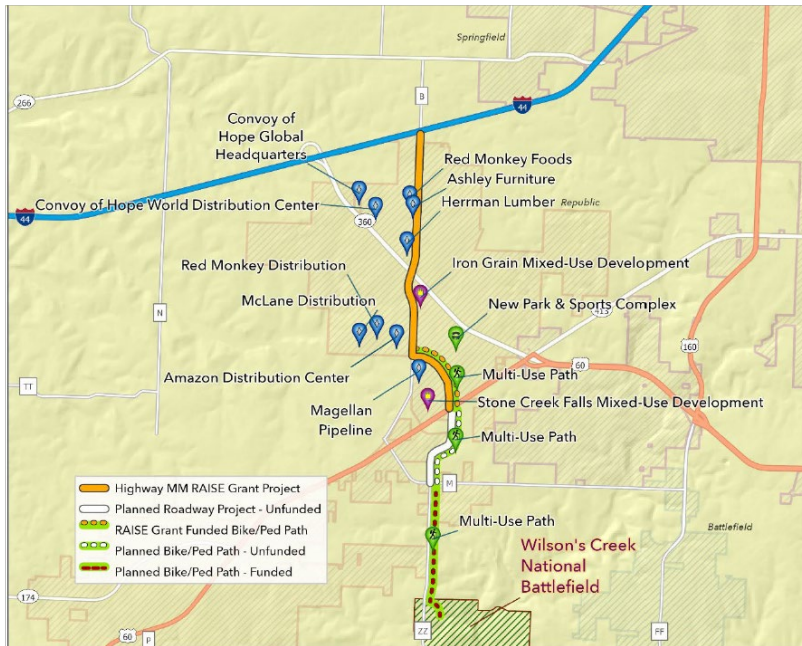 Springfield
B
266
44
Convoy of
Hope Global
Headquarters
Red Monkey Foods
Ashley Furniture
Convoy of Hope World Distribution Center
Herrman Lumber
Republic
44
360
Red Monkey Distribution
Iron Grain Mixed-Use Development
McLane Distribution
New Park & Sports Complex
N
413
160
60
TT
Multi-Use Path
Amazon Distribution Center
Magellan
Pipeline
Stone Creek Falls Mixed-Use Development
Multi-Use Path
M
Highway MM RAISE Grant Project
Planned Roadway Project - Unfunded
RAISE Grant Funded Bike/Ped Path
Planned Bike/Ped Path - Unfunded
Planned Bike/Ped Path - Funded
Multi-Use Path
Battlefield
Wilson's Creek
National
Battlefield
174
60
P
ZZ
FF